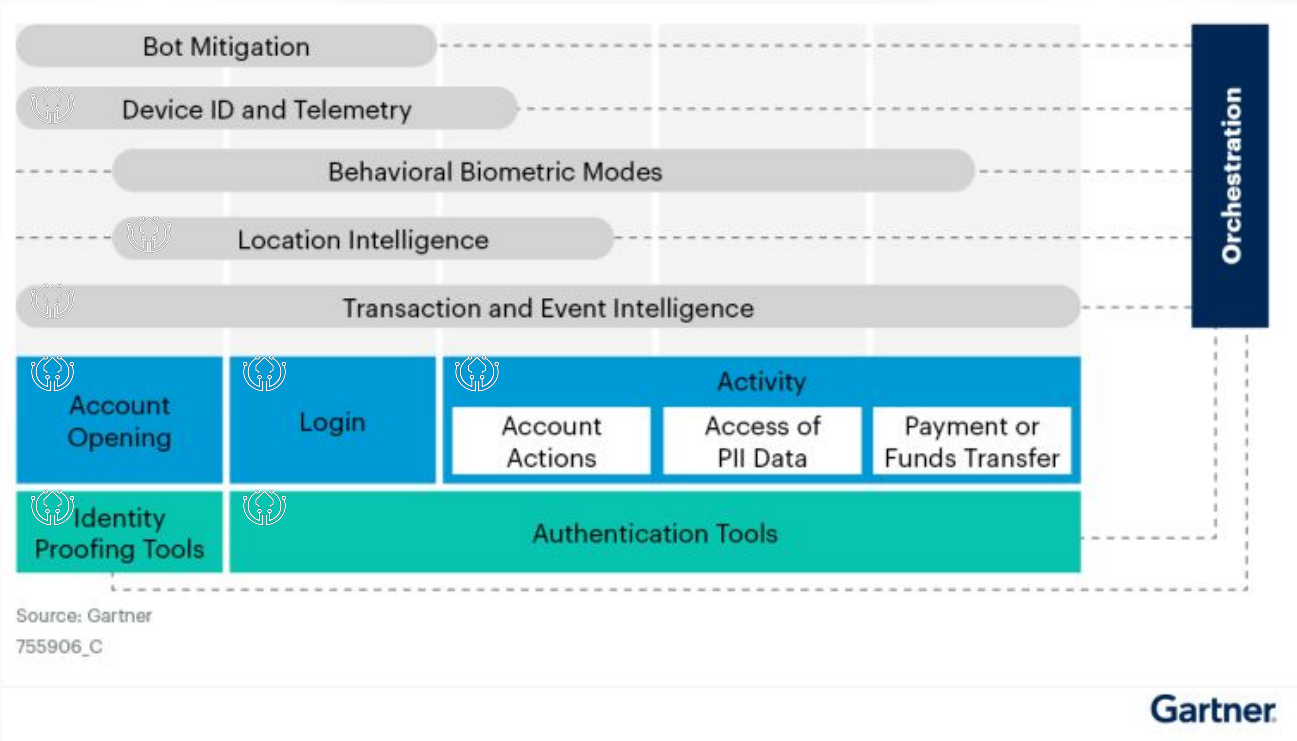 Bot Mitigation
Device ID and Telemetry
Behavioral Biometric Modes
Location Intelligence
Transaction and Event Intelligence
Orchestration
Account
Opening
Login
Activity
Account
Actions
Access of
PII Data
Payment or
Funds Transfer
Identity
Proofing Tools
Authentication Tools
Source: Gartner
755906_C
Gartner